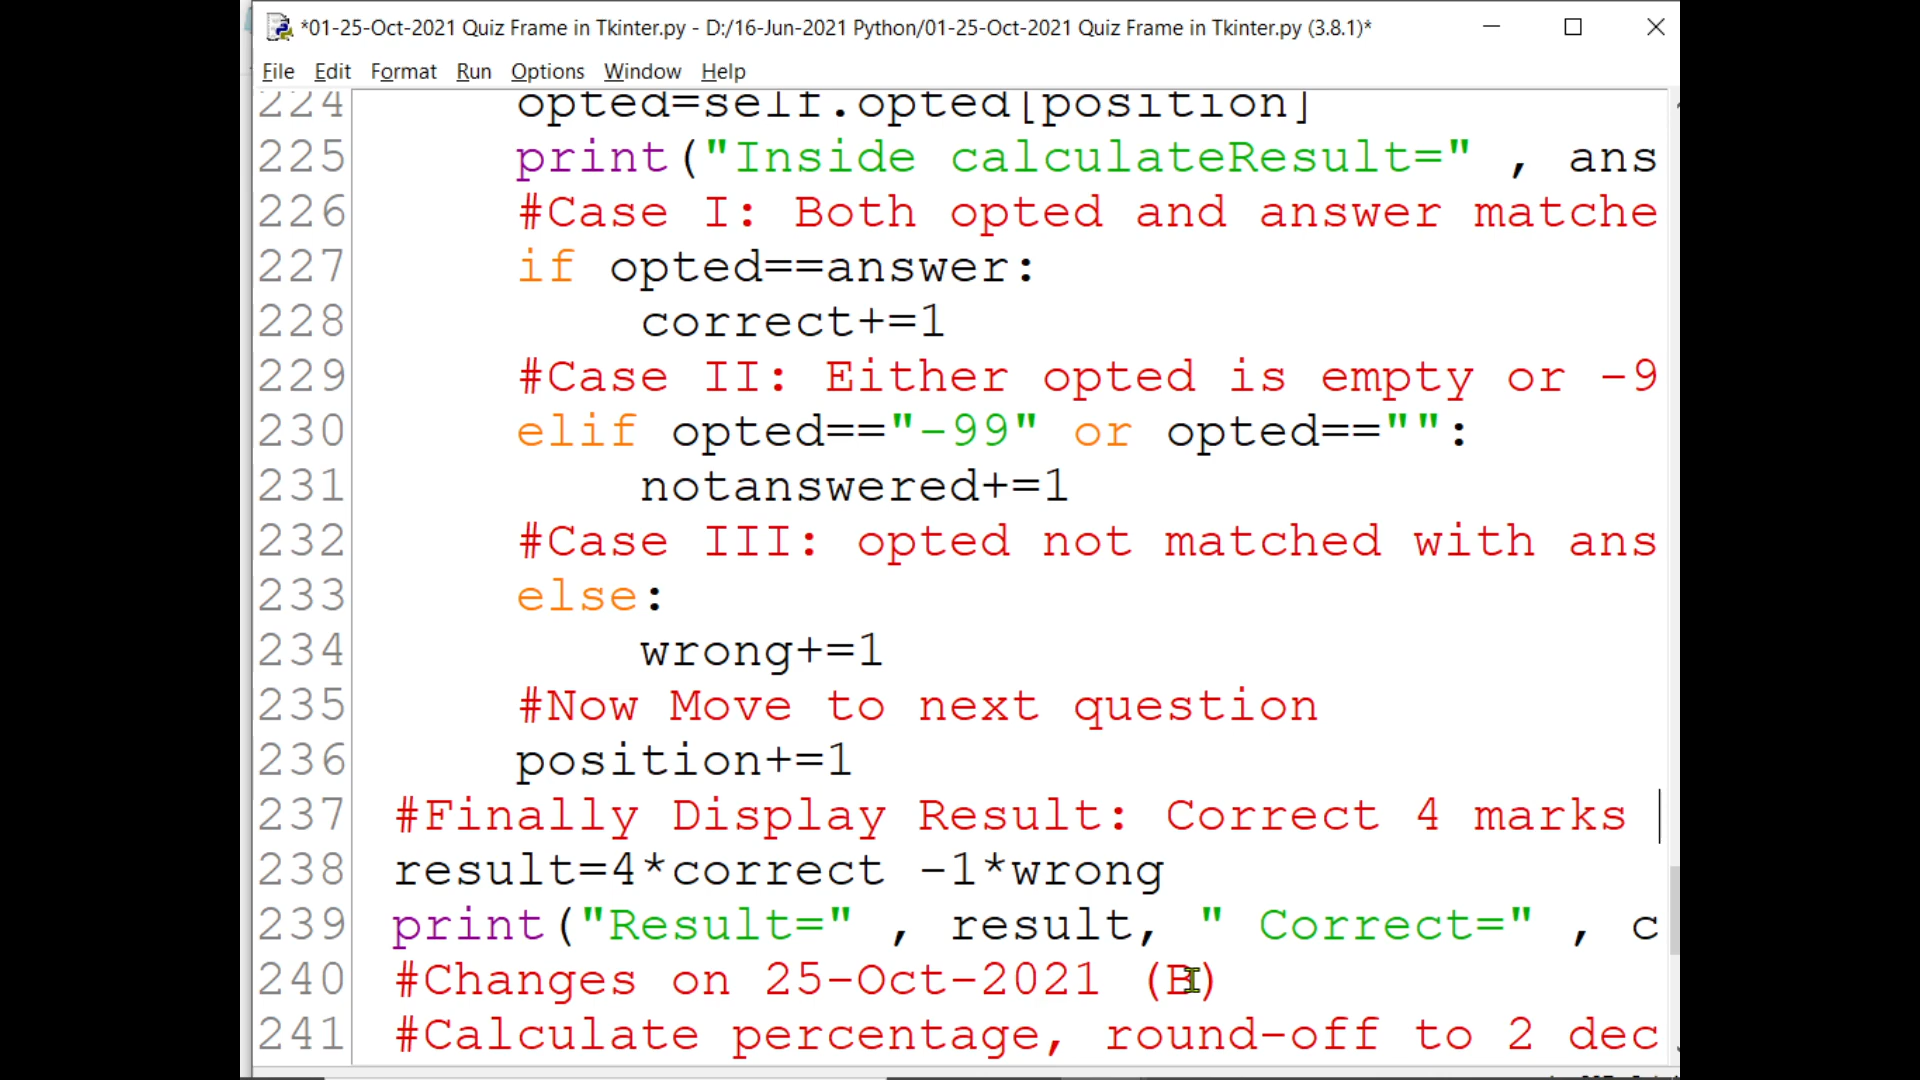 *01-25-Oct-2021 Quiz Frame in Tkinter.py - D:/16-Jun-2021 Python/01-25-Oct-2021 Quiz Frame in Tkinter.py (3.8.1)*
File Edit Format Run Options Window Help
224 opted=self.opted[position]
225 print("Inside calculateResult=" , ans
226 #Case I: Both opted and answer matche
227 if opted==answer:
228 correct+=1
229 #Case II: Either opted is empty or -9
230 elif opted=="-99" or opted=="":
231 notanswered+=1
232 #Case III: opted not matched with ans
233 else:
234 wrong+=1
235 #Now Move to next question
236 position+=1
237 #Finally Display Result: Correct 4 marks
238 result=4*correct -1*wrong
239 print("Result=" , result, " Correct=" , c
240 #Changes on 25-Oct-2021 (B)
241 #Calculate percentage, round-off to 2 dec